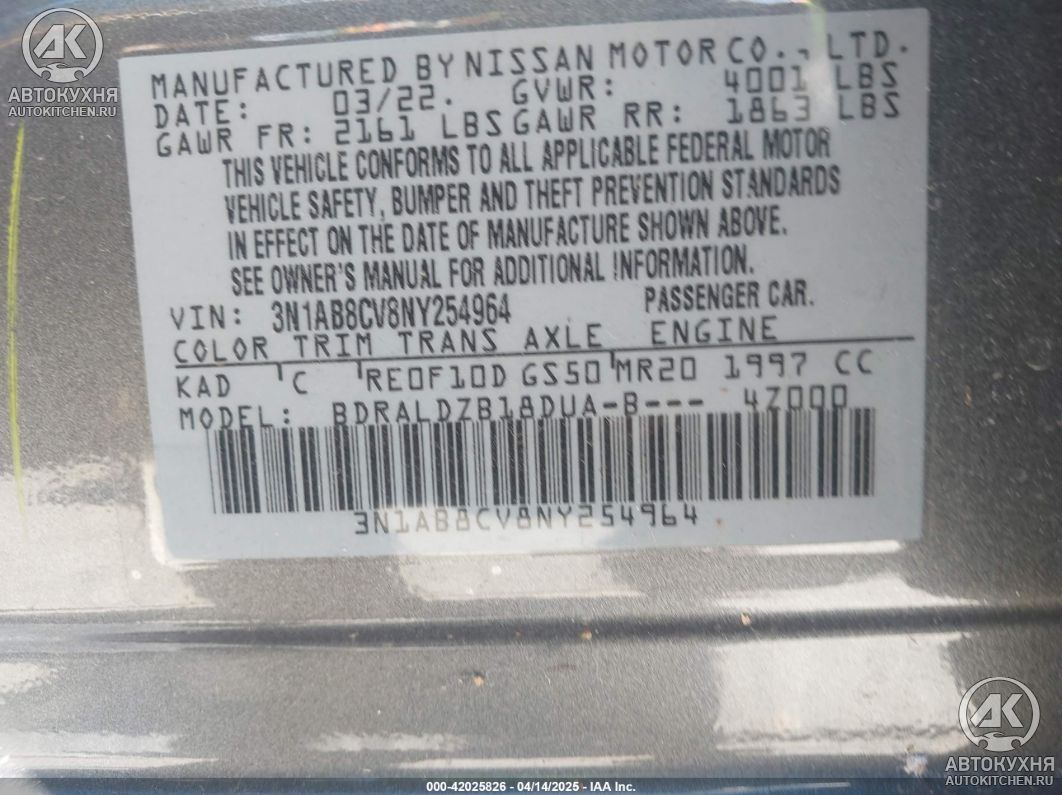 АК
АВТОКУХНЯ
AUTOKITCHEN.RU
MANUFACTURED BY NISSAN MOTOR CO., LTD.
DATE: 03/22. GVWR: 4001 LBS
GAWR FR: 2161 LBS GAWR RR: 1863 LBS
THIS VEHICLE CONFORMS TO ALL APPLICABLE FEDERAL MOTOR
VEHICLE SAFETY, BUMPER AND THEFT PREVENTION STANDARDS
IN EFFECT ON THE DATE OF MANUFACTURE SHOWN ABOVE.
SEE OWNER'S MANUAL FOR ADDITIONAL INFORMATION.
VIN: 3N1AB8CV8NY254964 PASSENGER CAR.
COLOR TRIM TRANS AXLE ENGINE
KAD C RE0F10D GS50 MR20 1997 CC
MODEL: BDRALDZB18DUA-B--- 4Z000
3N1AB8CV8NY254964
АК
АВТОКУХНЯ
AUTOKITCHEN.RU
000-42025826 - 04/14/2025 - IAA Inc.